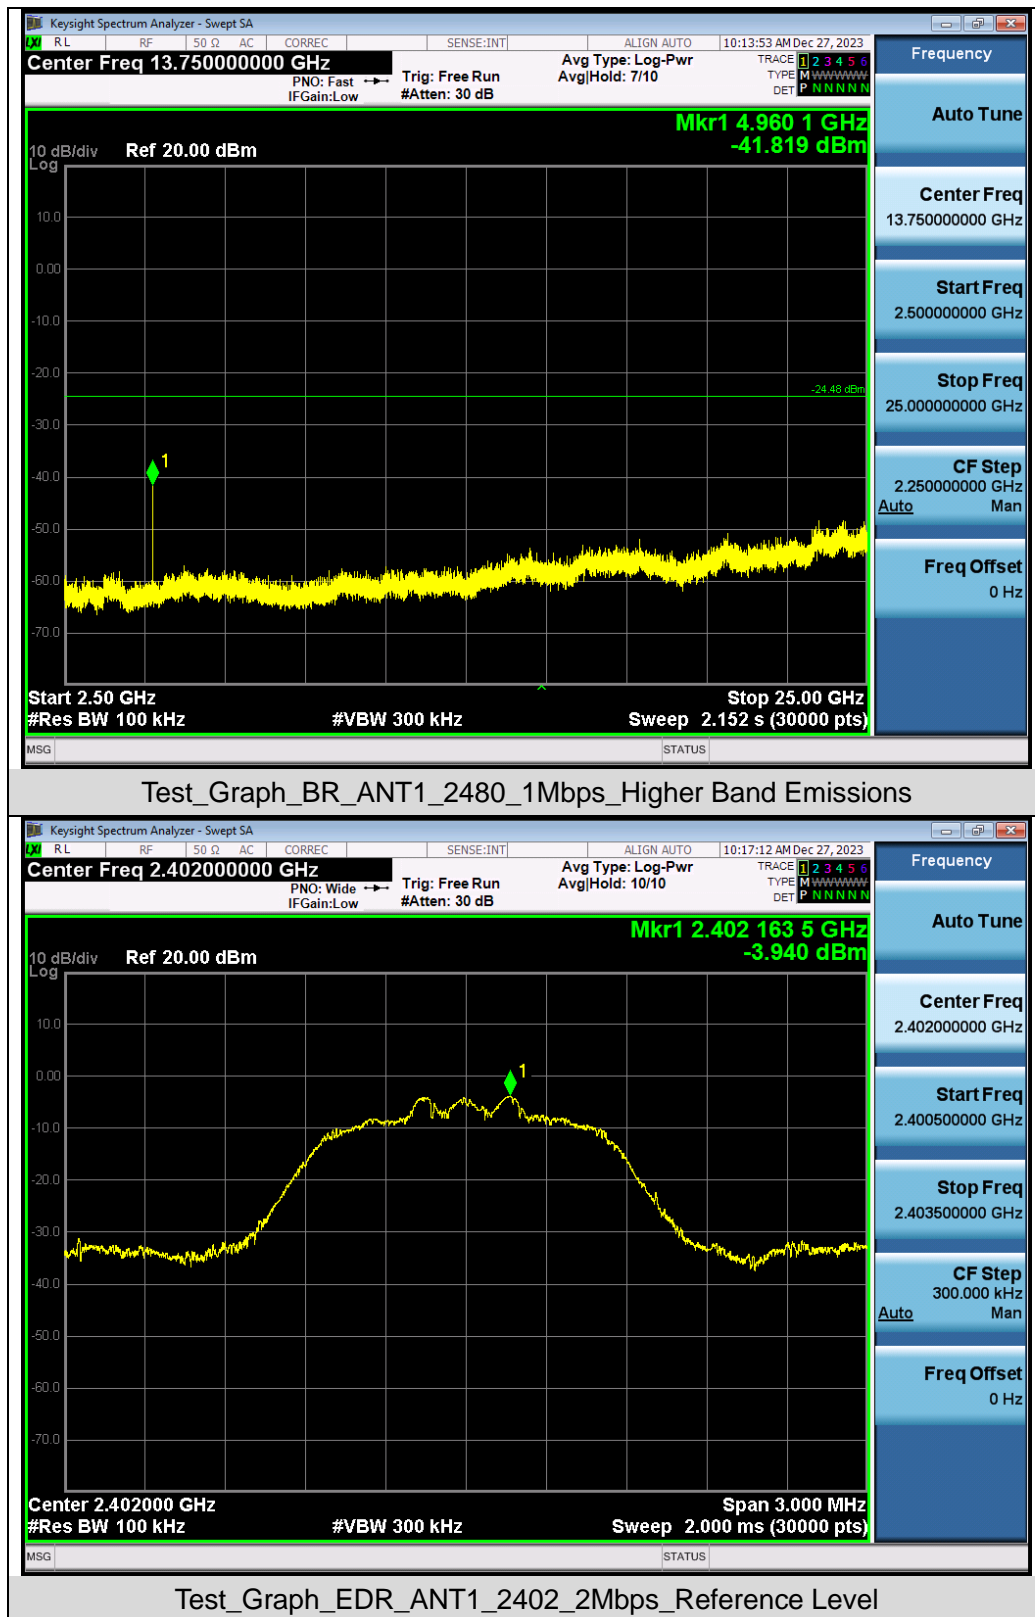 Keysight Spectrum Analyzer - Swept SA
LXI RL RF 50 Ω AC CORREC SENSE:INT ALIGN AUTO 10:13:53 AM Dec 27, 2023
Center Freq 13.750000000 GHz
PNO: Fast
IFGain:Low
Trig: Free Run
#Atten: 30 dB
Avg Type: Log-Pwr
Avg|Hold: 7/10
TRACE 1 2 3 4 5 6
TYPE M WWWWW
DET P N N N N N
Mkr1 4.960 1 GHz
-41.819 dBm
10 dB/div Ref 20.00 dBm
Log
10.0
0.00
-10.0
-20.0
-24.48 dBm
-30.0
1
-40.0
-50.0
-60.0
-70.0
Start 2.50 GHz Stop 25.00 GHz
#Res BW 100 kHz #VBW 300 kHz Sweep 2.152 s (30000 pts)
MSG STATUS
Frequency
Auto Tune
Center Freq
13.750000000 GHz
Start Freq
2.500000000 GHz
Stop Freq
25.000000000 GHz
CF Step
2.250000000 GHz
Auto Man
Freq Offset
0 Hz
Test_Graph_BR_ANT1_2480_1Mbps_Higher Band Emissions
Keysight Spectrum Analyzer - Swept SA
LXI RL RF 50 Ω AC CORREC SENSE:INT ALIGN AUTO 10:17:12 AM Dec 27, 2023
Center Freq 2.402000000 GHz
PNO: Wide
IFGain:Low
Trig: Free Run
#Atten: 30 dB
Avg Type: Log-Pwr
Avg|Hold: 10/10
TRACE 1 2 3 4 5 6
TYPE M WWWWW
DET P N N N N N
Mkr1 2.402 163 5 GHz
-3.940 dBm
10 dB/div Ref 20.00 dBm
Log
10.0
0.00
1
-10.0
-20.0
-30.0
-40.0
-50.0
-60.0
-70.0
Center 2.402000 GHz Span 3.000 MHz
#Res BW 100 kHz #VBW 300 kHz Sweep 2.000 ms (30000 pts)
MSG STATUS
Frequency
Auto Tune
Center Freq
2.402000000 GHz
Start Freq
2.400500000 GHz
Stop Freq
2.403500000 GHz
CF Step
300.000 kHz
Auto Man
Freq Offset
0 Hz
Test_Graph_EDR_ANT1_2402_2Mbps_Reference Level